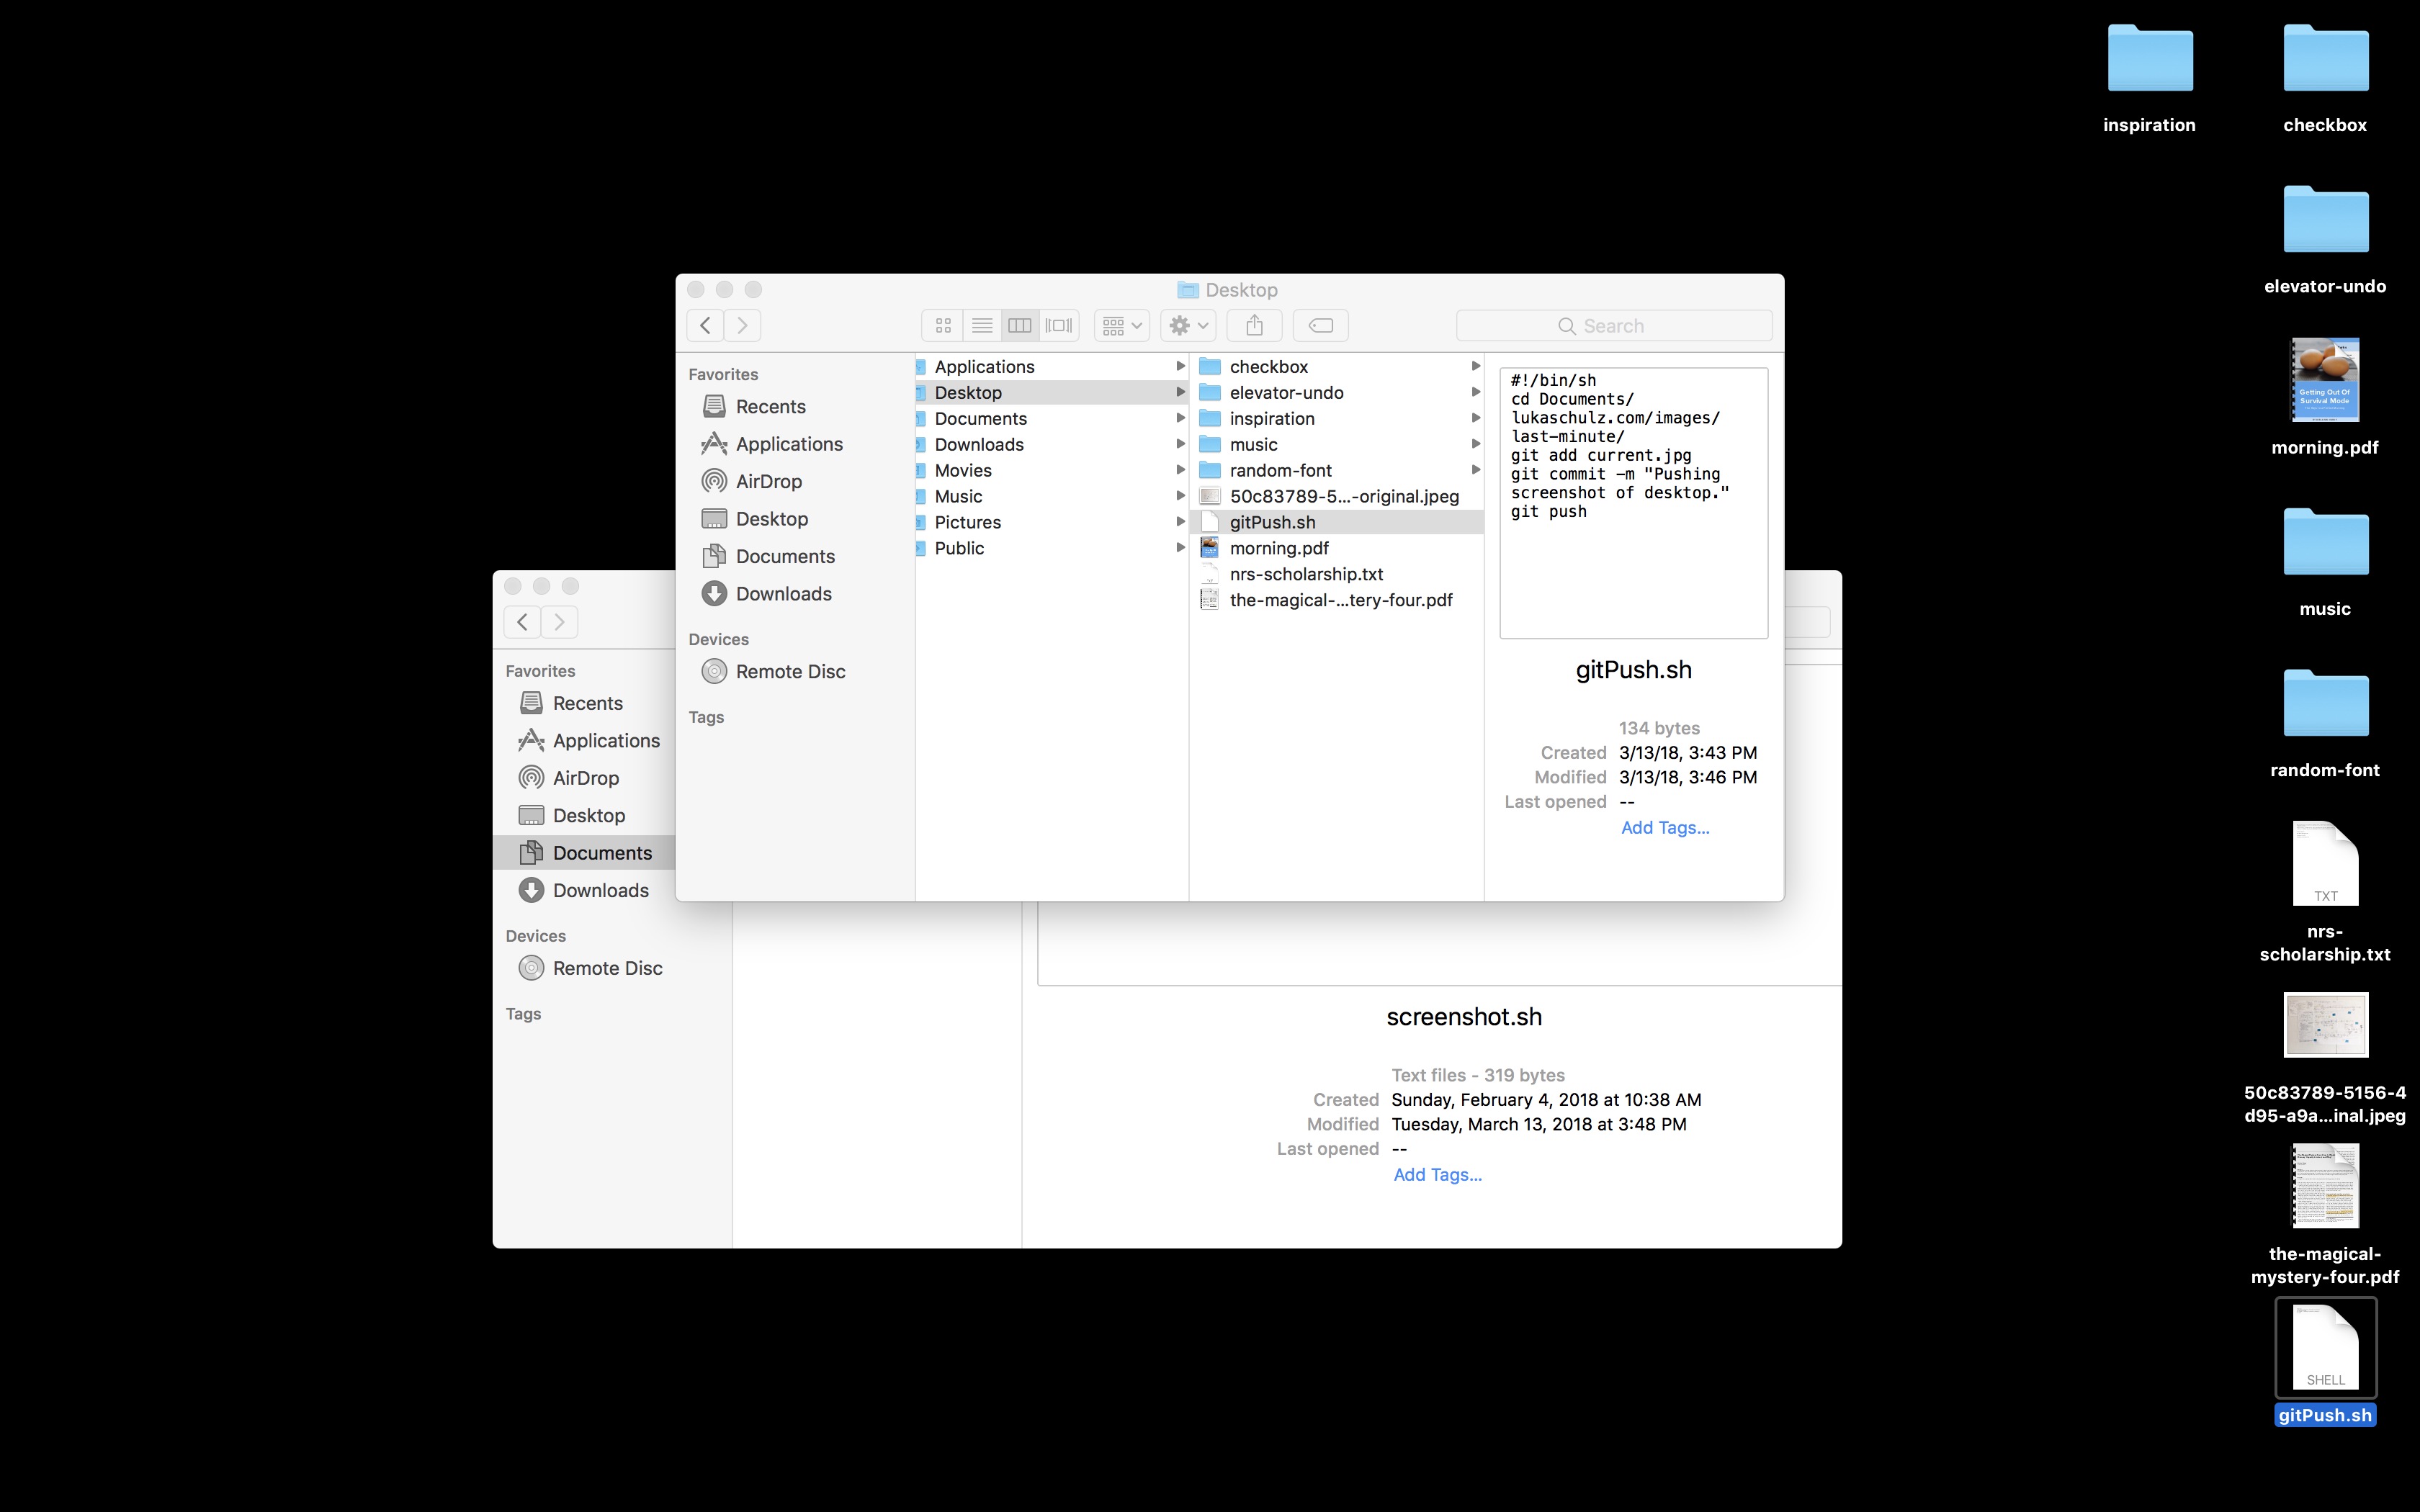 inspiration
checkbox
elevator-undo
Getting Out Of
Survival Mode
morning.pdf
music
random-font
TXT
nrs-
scholarship.txt
50c83789-5156-4
d95-a9a...inal.jpeg
the-magical-
mystery-four.pdf
SHELL
gitPush.sh
Desktop
Search
Favorites
Recents
Applications
AirDrop
Desktop
Documents
Downloads
Devices
Remote Disc
Tags
Applications
Desktop
Documents
Downloads
Movies
Music
Pictures
Public
checkbox
elevator-undo
inspiration
music
random-font
50c83789-5...-original.jpeg
gitPush.sh
morning.pdf
nrs-scholarship.txt
the-magical-...tery-four.pdf
#!/bin/sh
cd Documents/
lukaschulz.com/images/
last-minute/
git add current.jpg
git commit -m "Pushing
screenshot of desktop."
git push
gitPush.sh
134 bytes
Created 3/13/18, 3:43 PM
Modified 3/13/18, 3:46 PM
Last opened --
Add Tags...
Favorites
Recents
Applications
AirDrop
Desktop
Documents
Downloads
Devices
Remote Disc
Tags
screenshot.sh
Text files - 319 bytes
Created Sunday, February 4, 2018 at 10:38 AM
Modified Tuesday, March 13, 2018 at 3:48 PM
Last opened --
Add Tags...